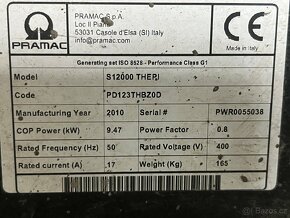 PRAMAC
PRAMAC S.p.A.
Loc Il Piano
53031 Casole d'Elsa (SI) Italy
www.pramac.com
CE
Generating set ISO 8528 - Performance Class G1
Model S12000 THEPI
Code PD123THBZ0D
Manufacturing Year 2010 Serial # PWR0055038
COP Power (kW) 9.47 Power Factor 0.8
Rated Frequency (Hz) 50 Rated Voltage (V) 400
Rated current (A) 17 Weight (Kg) 165